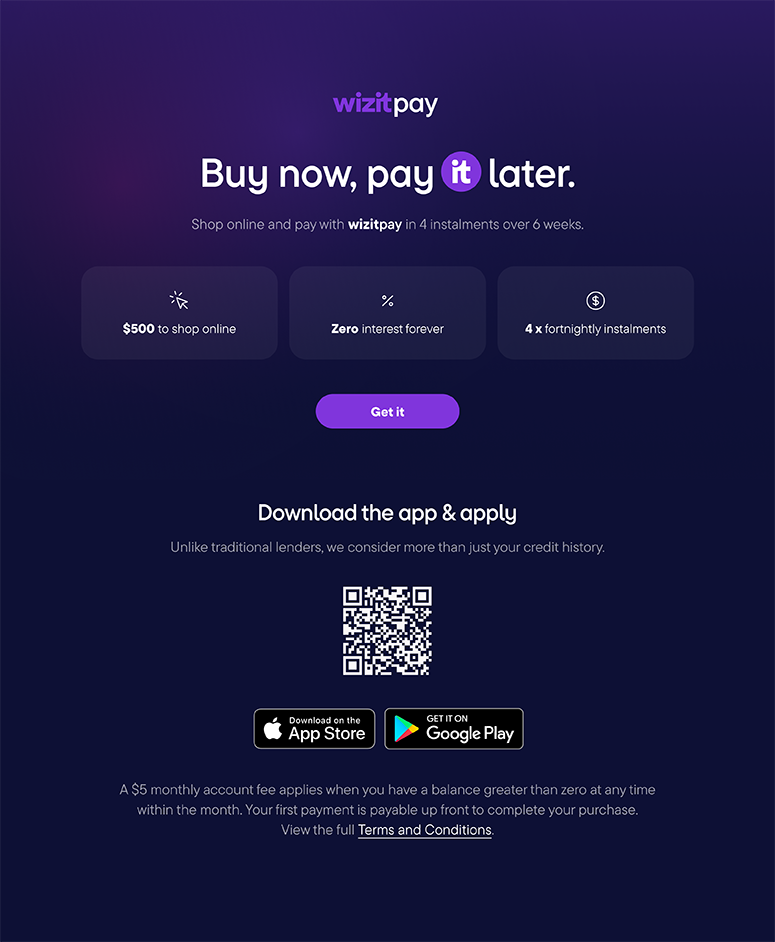 wizitpay
Buy now, pay it later.
Shop online and pay with wizitpay in 4 instalments over 6 weeks.
$500 to shop online
Zero interest forever
4 x fortnightly instalments
Get it
Download the app & apply
Unlike traditional lenders, we consider more than just your credit history.
Download on the
App Store
GET IT ON
Google Play
A $5 monthly account fee applies when you have a balance greater than zero at any time
within the month. Your first payment is payable up front to complete your purchase.
View the full Terms and Conditions.